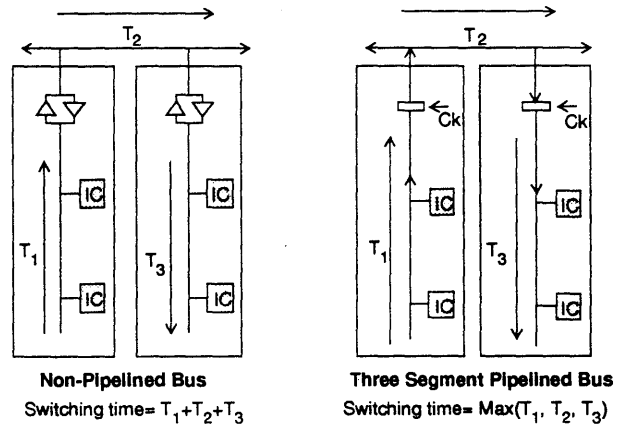 T2
T2
Ck
Ck
IC
IC
IC
IC
T1
T3
T1
T3
IC
IC
IC
IC
Non-Pipelined Bus
Three Segment Pipelined Bus
Switching time= T1+T2+T3
Switching time= Max(T1, T2, T3)